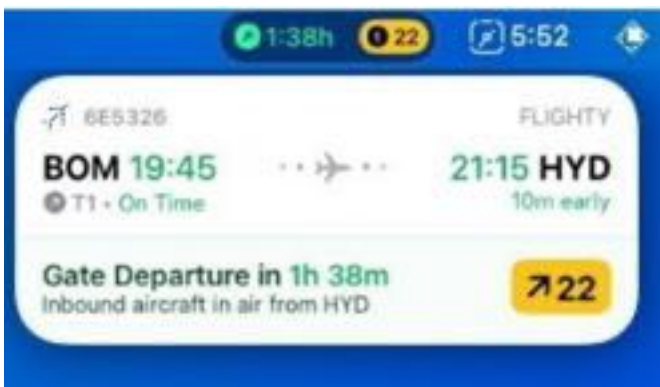 1:38h 22 5:52
6E5326 FLIGHTY
BOM 19:45 21:15 HYD
T1 • On Time 10m early
Gate Departure in 1h 38m
Inbound aircraft in air from HYD
22